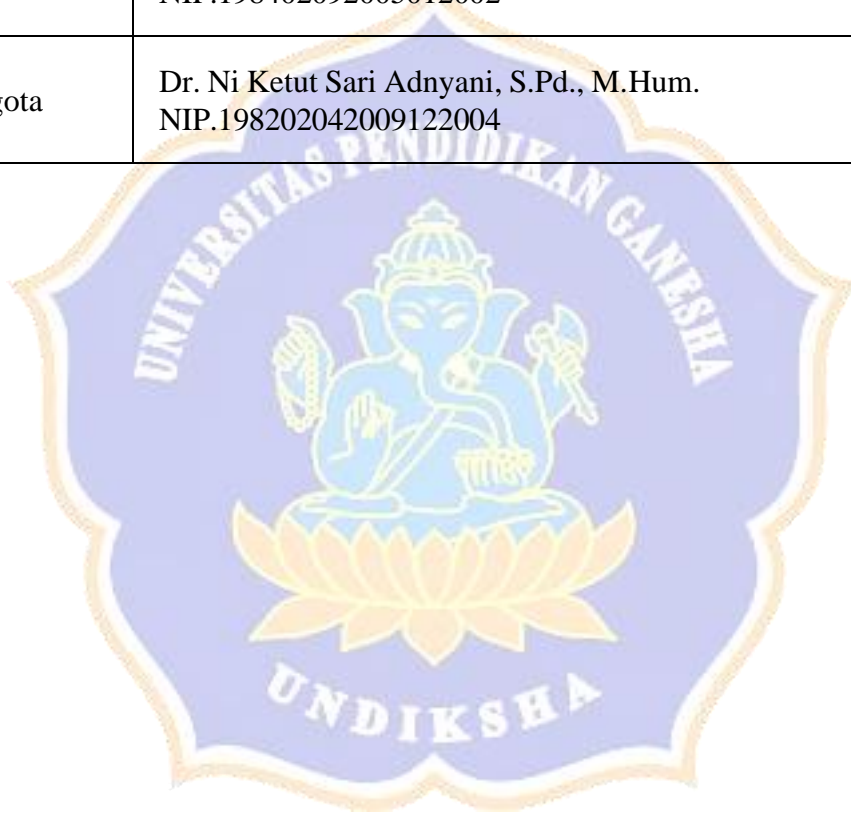 Dr. Ni Ketut Sari Adnyani, S.Pd., M.Hum.
gota
NIP.198202042009122004
UNIVERSITAS PENDIDIKAN GANESHA
UNDIKSHA